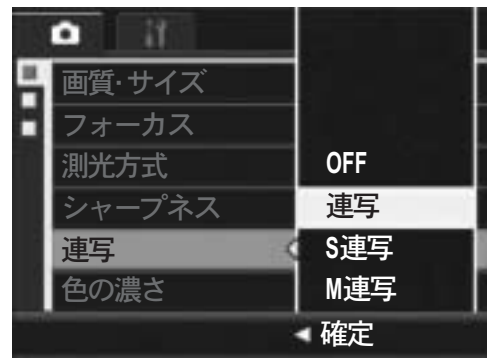 画質・サイズ
フォーカス
測光方式
シャープネス
連写
色の濃さ
OFF
連写
S連写
M連写
◀ 確定